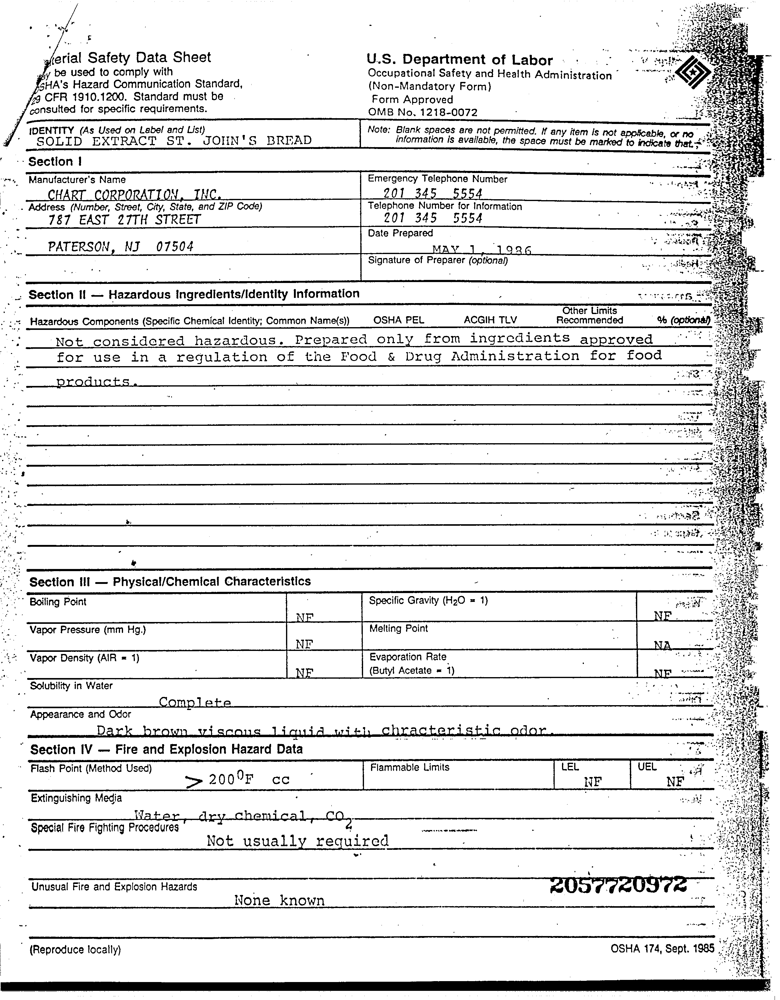 erial Safety Data Sheet
y be used to comply with
SHA's Hazard Communication Standard,
29 CFR 1910.1200. Standard must be
consulted for specific requirements.
U.S. Department of Labor
Occupational Safety and Health Administration
(Non-Mandatory Form)
Form Approved
OMB No. 1218-0072
IDENTITY (As Used on Label and List)
SOLID EXTRACT ST. JOHN'S BREAD
Note: Blank spaces are not permitted. If any item is not applicable, or no
information is available, the space must be marked to indicate that.
Section I
Manufacturer's Name
CHART CORPORATION, INC.
Emergency Telephone Number
201 345 5554
Address (Number, Street, City, State, and ZIP Code)
787 EAST 27TH STREET
Telephone Number for Information
201 345 5554
PATERSON, NJ 07504
Date Prepared
MAY 1, 1986
Signature of Preparer (optional)
Section II — Hazardous Ingredients/Identity Information
Hazardous Components (Specific Chemical Identity; Common Name(s)) OSHA PEL ACGIH TLV Other Limits Recommended % (optional)
Not considered hazardous. Prepared only from ingredients approved
for use in a regulation of the Food & Drug Administration for food
products.
Section III — Physical/Chemical Characteristics
Boiling Point NF Specific Gravity (H2O = 1) NF
Vapor Pressure (mm Hg.) NF Melting Point NA
Vapor Density (AIR = 1) NF Evaporation Rate (Butyl Acetate = 1) NF
Solubility in Water
Complete
Appearance and Odor
Dark brown viscous liquid with chracteristic odor.
Section IV — Fire and Explosion Hazard Data
Flash Point (Method Used) > 200⁰F cc Flammable Limits LEL NF UEL NF
Extinguishing Media
Water, dry chemical, CO2
Special Fire Fighting Procedures
Not usually required
Unusual Fire and Explosion Hazards
None known
2057720972
(Reproduce locally)
OSHA 174, Sept. 1985